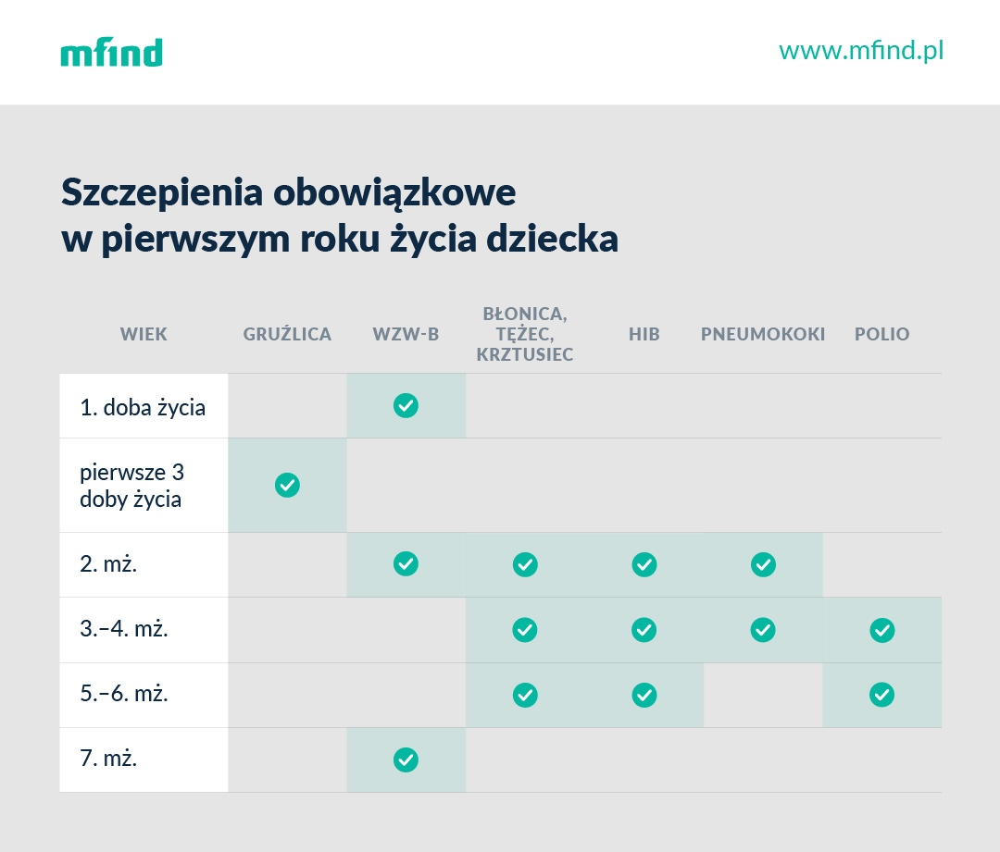 mfind
www.mfind.pl
Szczepienia obowiązkowe
w pierwszym roku życia dziecka
WIEK
GRUŹLICA
WZW-B
BŁONICA,
TĘŻEC,
KRZTUSIEC
HIB
PNEUMOKOKI
POLIO
1. doba życia
pierwsze 3
doby życia
2. mż.
3.–4. mż.
5.–6. mż.
7. mż.